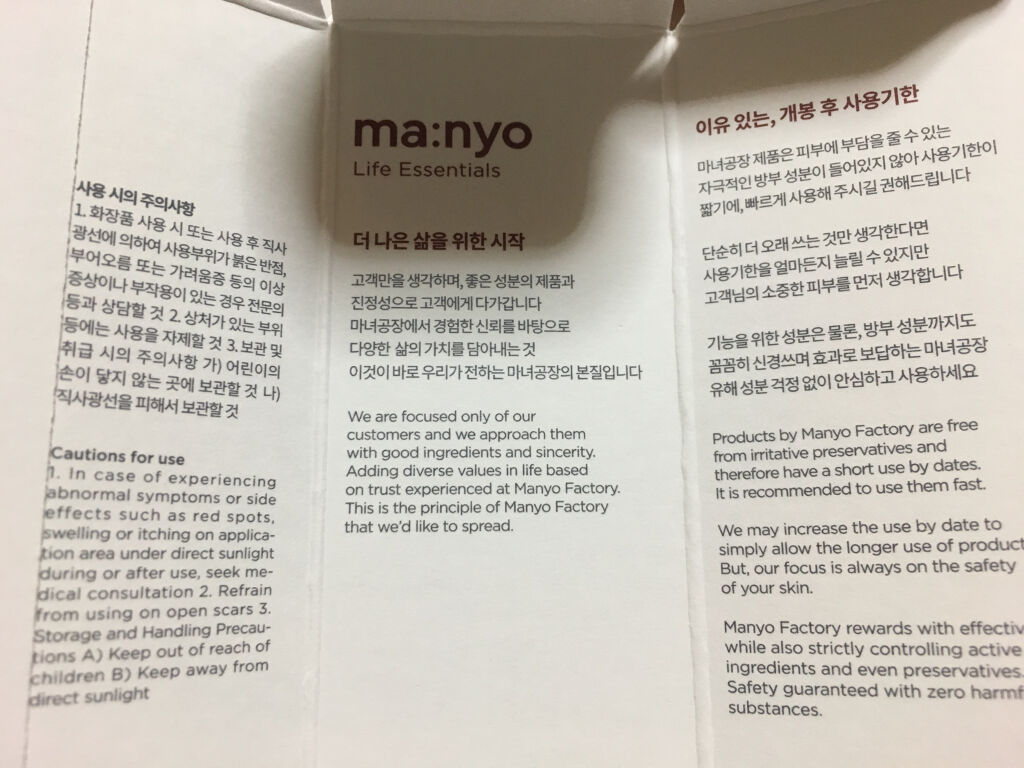 사용 시의 주의사항
1. 화장품 사용 시 또는 사용 후 직사
광선에 의하여 사용부위가 붉은 반점,
부어오름 또는 가려움증 등의 이상
증상이나 부작용이 있는 경우 전문의
등과 상담할 것 2. 상처가 있는 부위
등에는 사용을 자제할 것 3. 보관 및
취급 시의 주의사항 가) 어린이의
손이 닿지 않는 곳에 보관할 것 나)
직사광선을 피해서 보관할 것
Cautions for use
1. In case of experiencing
abnormal symptoms or side
effects such as red spots,
swelling or itching on applica-
tion area under direct sunlight
during or after use, seek me-
dical consultation 2. Refrain
from using on open scars 3.
Storage and Handling Precau-
tions A) Keep out of reach of
children B) Keep away from
direct sunlight
ma:nyo
Life Essentials
더 나은 삶을 위한 시작
고객만을 생각하며, 좋은 성분의 제품과
진정성으로 고객에게 다가갑니다
마녀공장에서 경험한 신뢰를 바탕으로
다양한 삶의 가치를 담아내는 것
이것이 바로 우리가 전하는 마녀공장의 본질입니다
We are focused only of our
customers and we approach them
with good ingredients and sincerity.
Adding diverse values in life based
on trust experienced at Manyo Factory.
This is the principle of Manyo Factory
that we'd like to spread.
이유 있는, 개봉 후 사용기한
마녀공장 제품은 피부에 부담을 줄 수 있는
자극적인 방부 성분이 들어있지 않아 사용기한이
짧기에, 빠르게 사용해 주시길 권해드립니다
단순히 더 오래 쓰는 것만 생각한다면
사용기한을 얼마든지 늘릴 수 있지만
고객님의 소중한 피부를 먼저 생각합니다
기능을 위한 성분은 물론, 방부 성분까지도
꼼꼼히 신경쓰며 효과로 보답하는 마녀공장
유해 성분 걱정 없이 안심하고 사용하세요
Products by Manyo Factory are free
from irritative preservatives and
therefore have a short use by dates.
It is recommended to use them fast.
We may increase the use by date to
simply allow the longer use of product
But, our focus is always on the safety
of your skin.
Manyo Factory rewards with effectiv
while also strictly controlling active
ingredients and even preservatives.
Safety guaranteed with zero harmf
substances.